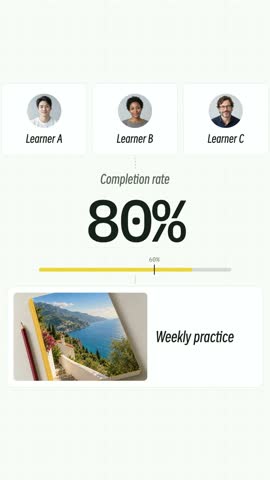 Learner A
Learner B
Learner C
Completion rate
80%
60%
Weekly practice